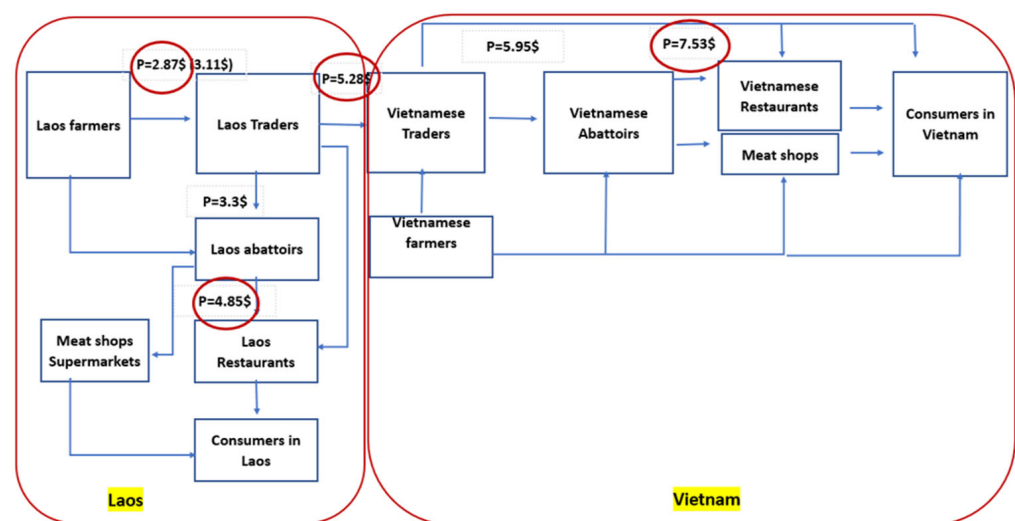 P=2.87$ (3.11$)
P=5.28$
P=5.95$
P=7.53$
Laos farmers
Laos Traders
Vietnamese
Traders
Vietnamese
Abattoirs
Vietnamese
Restaurants
Meat shops
Consumers in
Vietnam
P=3.3$
Laos abattoirs
Vietnamese
farmers
P=4.85$
Meat shops
Supermarkets
Laos
Restaurants
Consumers in
Laos
Laos
Vietnam